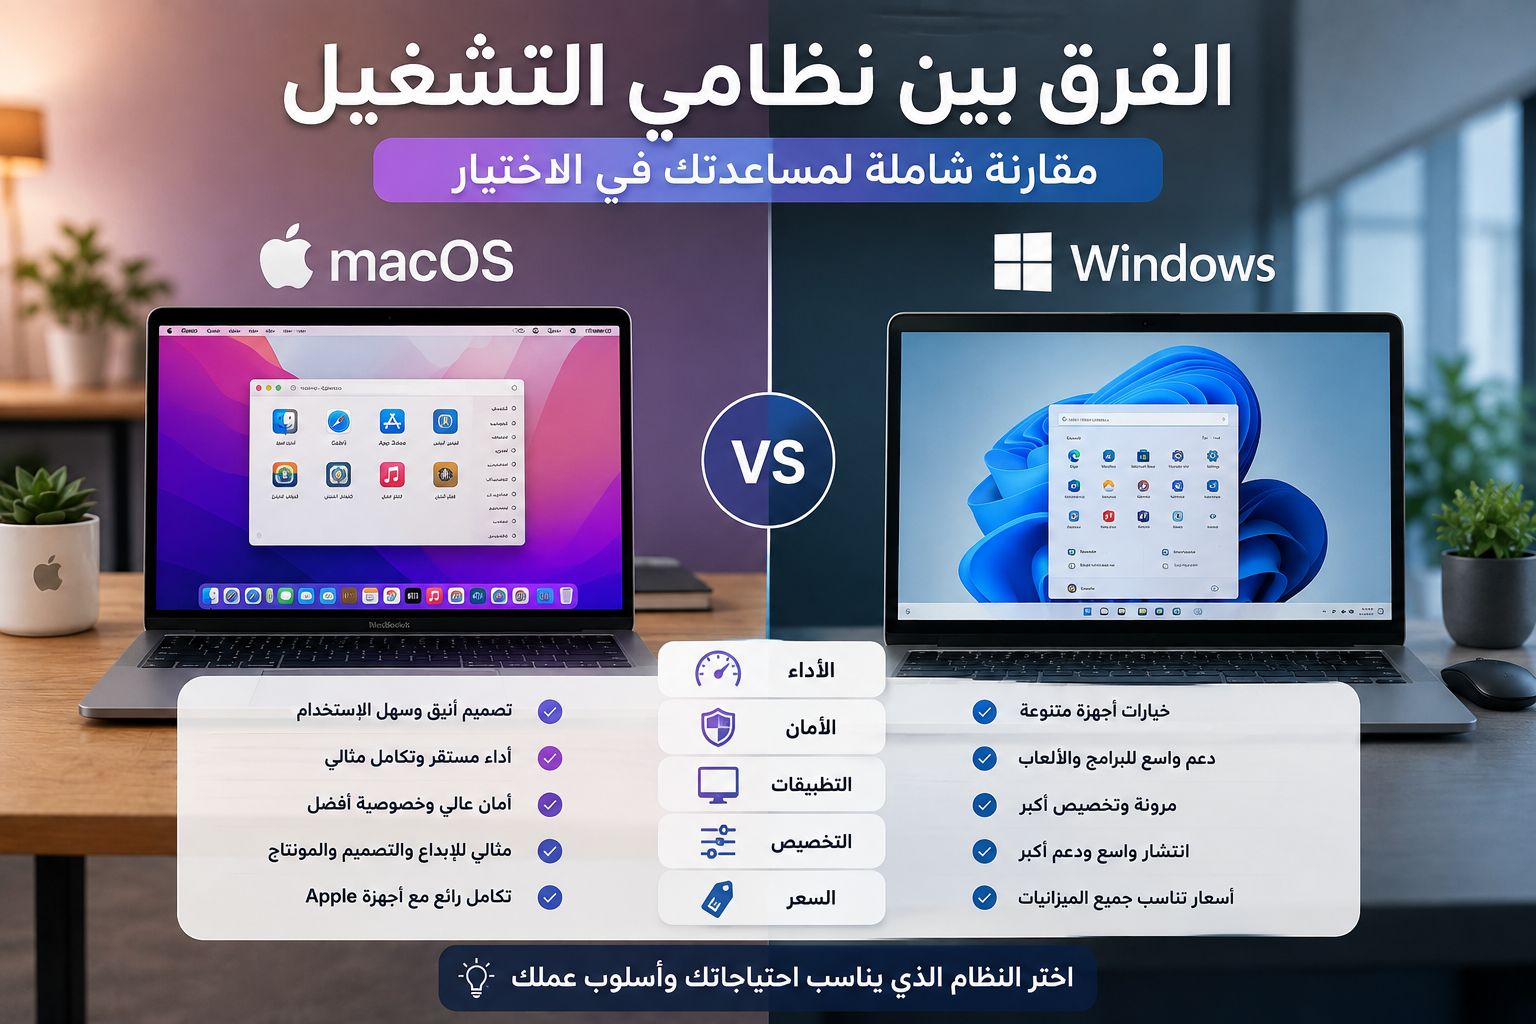 الفرق بين نظامي التشغيل
مقارنة شاملة لمساعدتك في الاختيار
macOS
Windows
VS
MacBook
الأداء
الأمان
التظبيقات
التخصيص
السعر
خيارات أجهزة متنوعة
دعم واسع للبرامج والألعاب
مرونة وتخصيص أكبر
انتشار واسع ودعم أكبر
أسعار تناسب جميع الميزانيات
تصميم أنيق وسهل الإستخدام
أداء مستقر وتكامل مثالي
أمان عالي وخصوصية أفضل
مثالي للإبداع والتصميم والمونتاج
تكامل رائع مع أجهزة Apple
اختر النظام الذي يناسب احتياجاتك وأسلوب عملك